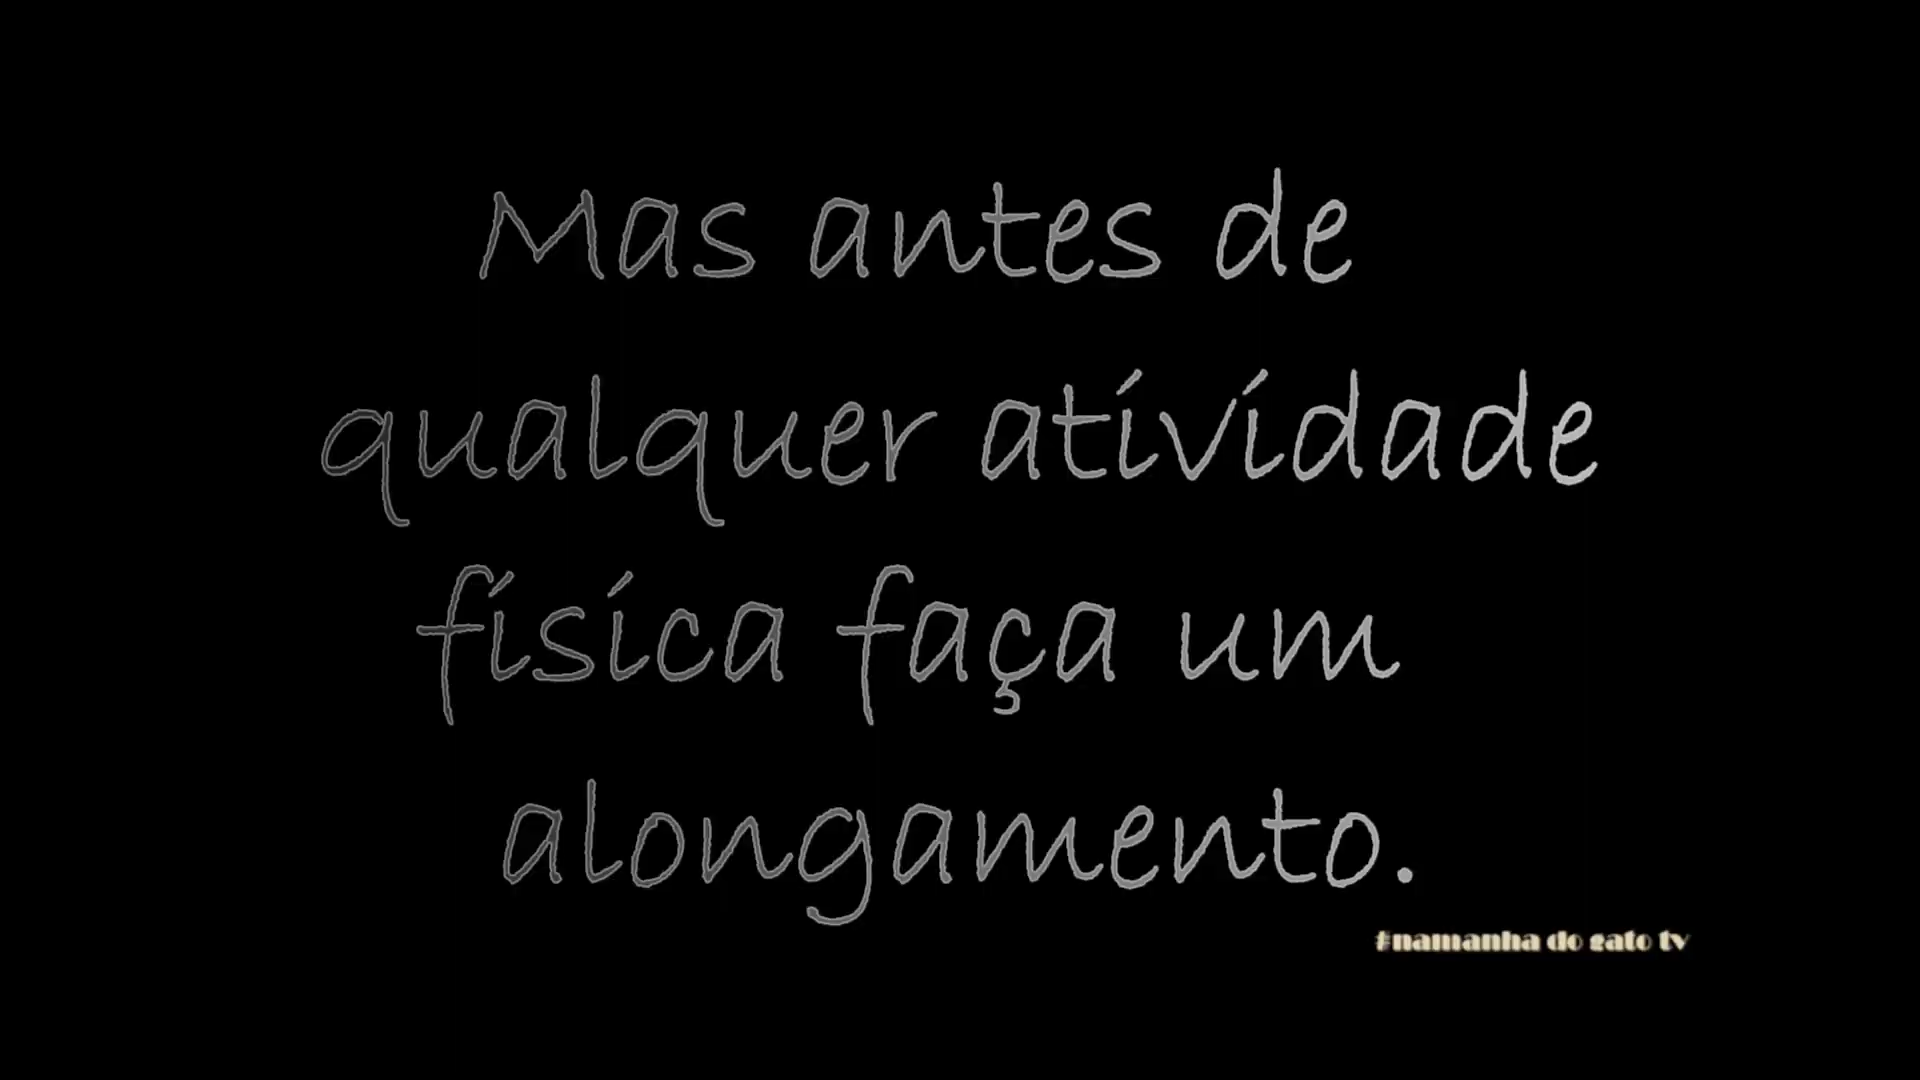 Mas antes de
qualquer atividade
física faça um
alongamento.
#namanha do gato tv